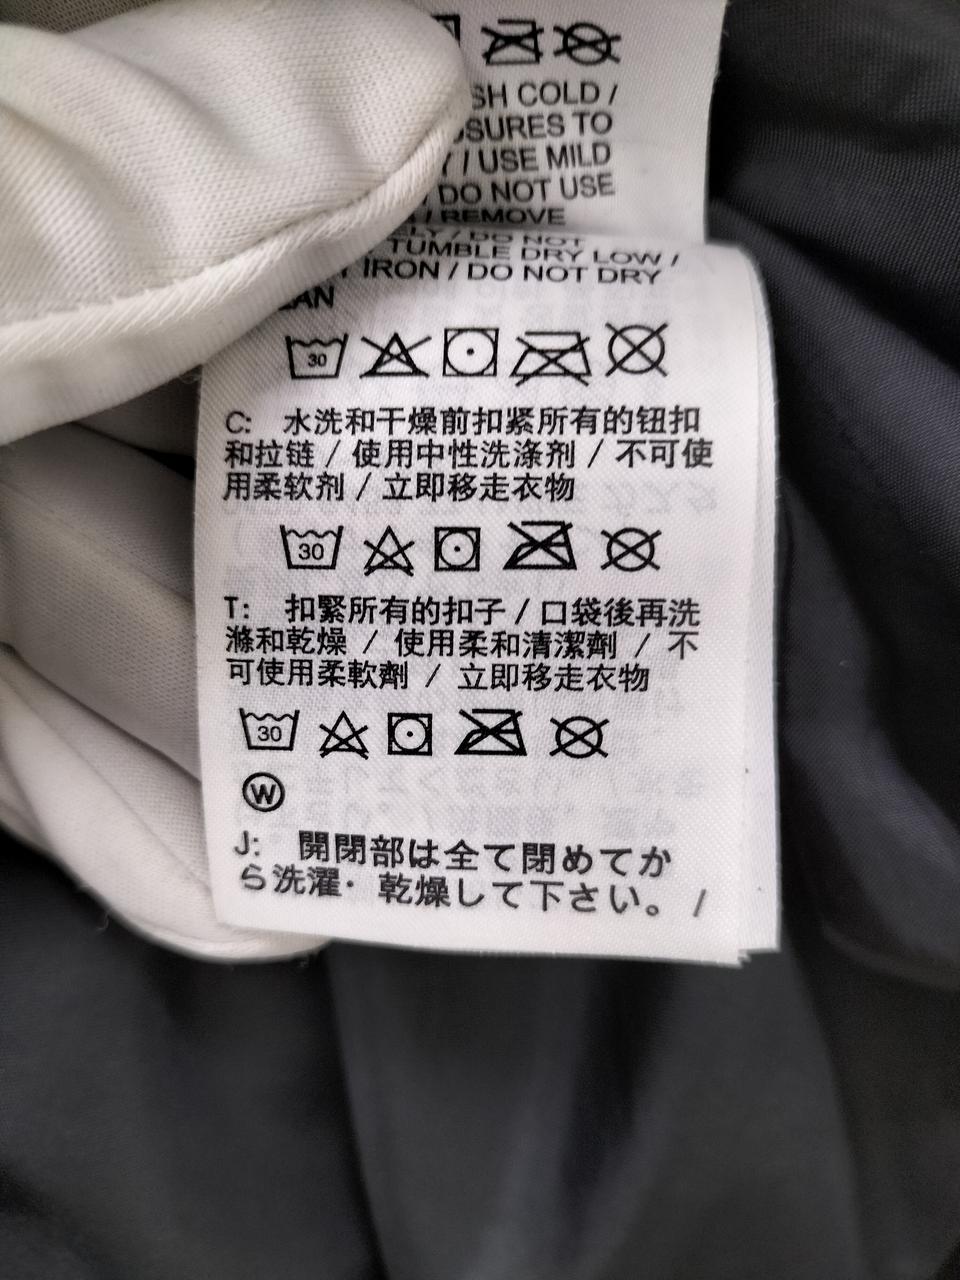 COLD /
TO
/ USE MILD
/ DO NOT USE
/ REMOVE
/ DO NOT
TUMBLE DRY LOW /
IRON / DO NOT DRY
30
C: 水洗和干燥前扣紧所有的钮扣
和拉链 / 使用中性洗涤剂 / 不可使
用柔软剂 / 立即移走衣物
30
T: 扣緊所有的扣子 / 口袋後再洗
滌和乾燥 / 使用柔和清潔劑 / 不
可使用柔軟劑 / 立即移走衣物
30
W
J: 開閉部は全て閉めてか
ら洗濯・乾燥して下さい。 /